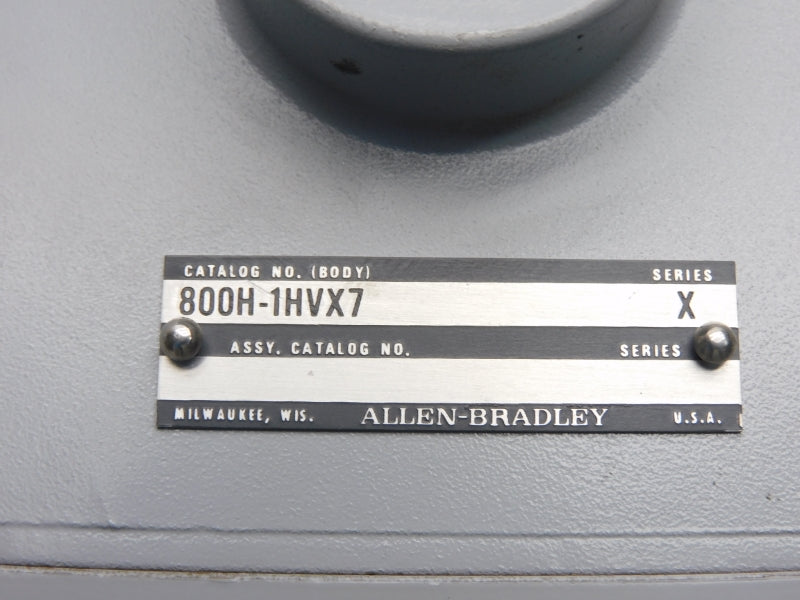 CATALOG NO. (BODY) SERIES
800H-1HVX7 X
ASSY. CATALOG NO. SERIES
MILWAUKEE, WIS. ALLEN-BRADLEY U.S.A.